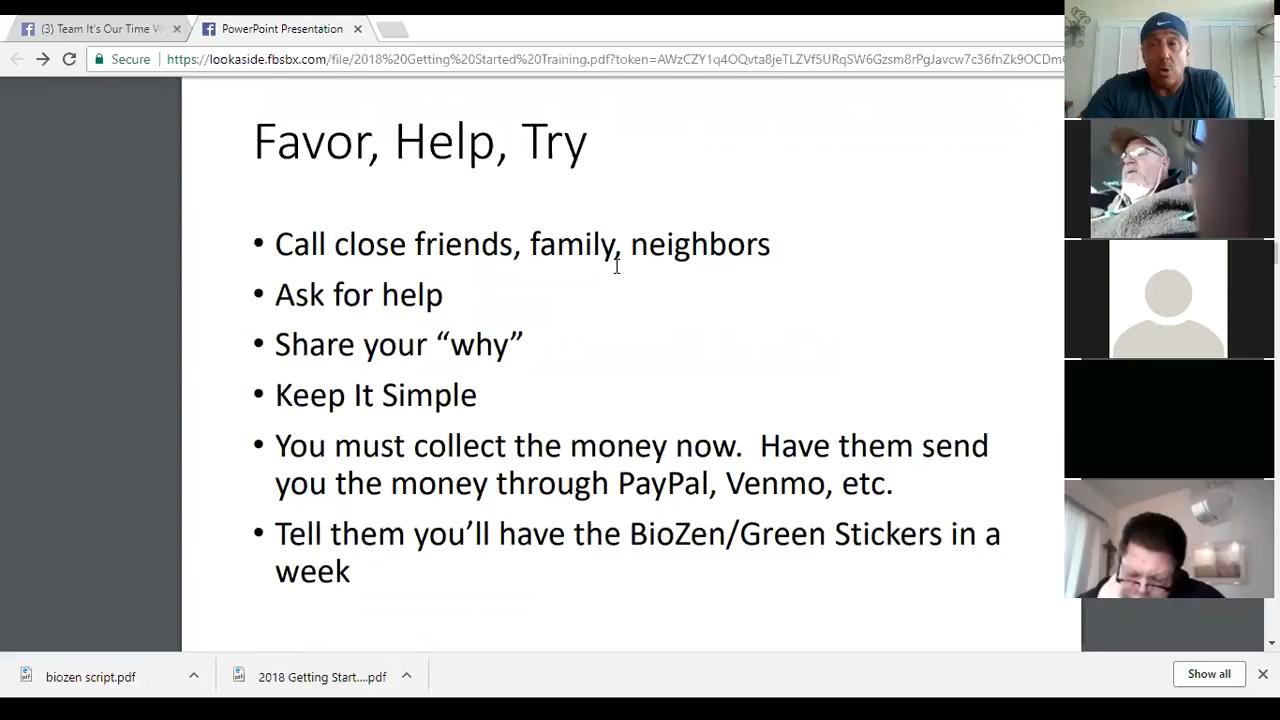 (3) Team It's Our Time W
PowerPoint Presentation
Secure
https://lookaside.fbsbx.com/file/2018%20Getting%20Started%20Training.pdf?token=
Favor, Help, Try
• Call close friends, family, neighbors
• Ask for help
• Share your “why”
• Keep It Simple
• You must collect the money now. Have them send
you the money through PayPal, Venmo, etc.
• Tell them you’ll have the BioZen/Green Stickers in a
week
biozen script.pdf
2018 Getting Start....pdf
Show all